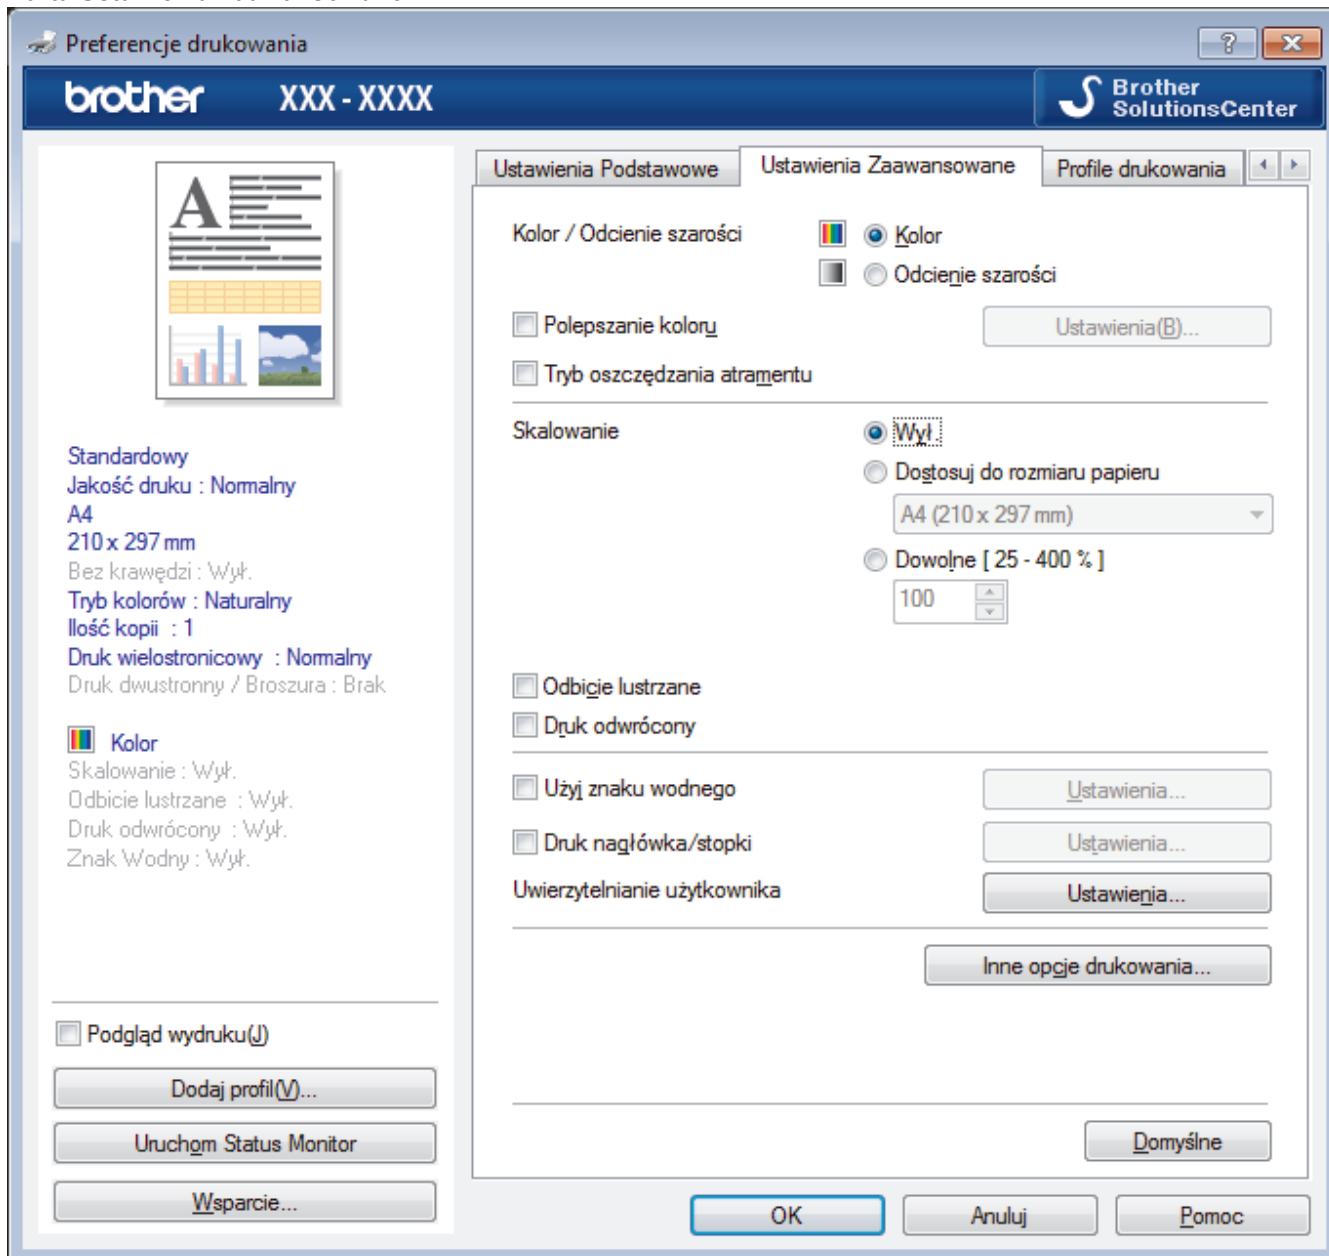 Preferencje drukowania
brother XXX - XXXX
Brother
SolutionsCenter
A
Standardowy
Jakość druku : Normalny
A4
210 x 297 mm
Bez krawędzi : Wył.
Tryb kolorów : Naturalny
Ilość kopii : 1
Druk wielostronicowy : Normalny
Druk dwustronny / Broszura : Brak
Kolor
Skalowanie : Wył.
Odbicie lustrzane : Wył.
Druk odwrócony : Wył.
Znak Wodny : Wył.
Podgląd wydruku(J)
Dodaj profil(V)...
Uruchom Status Monitor
Wsparcie...
Ustawienia Podstawowe Ustawienia Zaawansowane Profile drukowania
Kolor / Odcienie szarości Kolor
Odcienie szarości
Polepszanie koloru Ustawienia(B)...
Tryb oszczędzania atramentu
Skalowanie Wył.
Dostosuj do rozmiaru papieru
A4 (210 x 297 mm)
Dowolne [ 25 - 400 % ]
100
Odbicie lustrzane
Druk odwrócony
Użyj znaku wodnego Ustawienia...
Druk nagłówka/stopki Ustawienia...
Uwierzytelnianie użytkownika Ustawienia...
Inne opcje drukowania...
Domyślne
OK Anuluj Pomoc